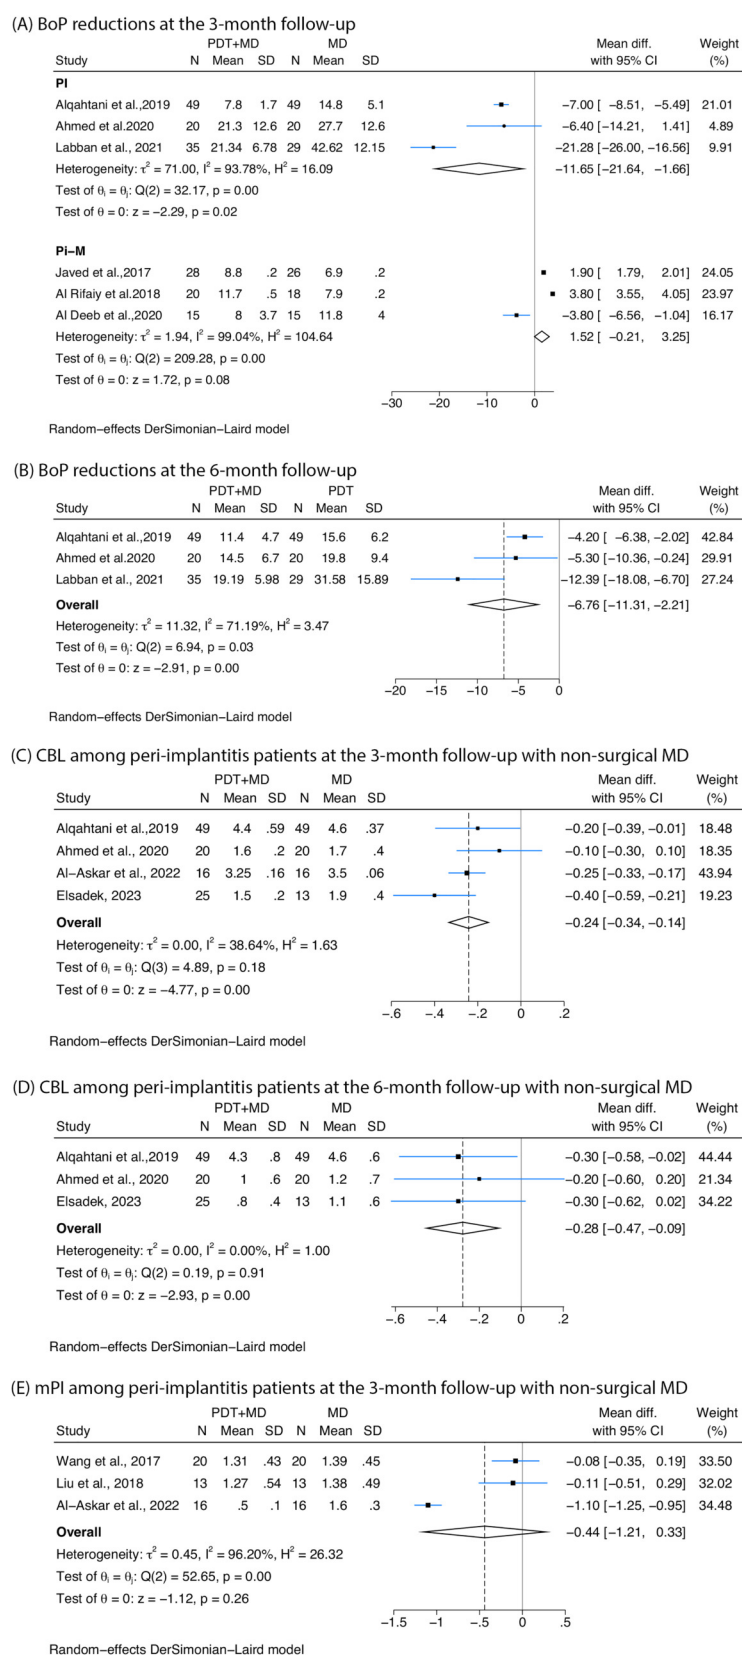 (A) BoP reductions at the 3-month follow-up
PDT+MD MD Mean diff. Weight
Study N Mean SD N Mean SD with 95% CI (%)
PI
Alqahtani et al.,2019 49 7.8 1.7 49 14.8 5.1 −7.00 [ −8.51, −5.49] 21.01
Ahmed et al.2020 20 21.3 12.6 20 27.7 12.6 −6.40 [−14.21, 1.41] 4.89
Labban et al., 2021 35 21.34 6.78 29 42.62 12.15 −21.28 [−26.00, −16.56] 9.91
Heterogeneity: τ² = 71.00, I² = 93.78%, H² = 16.09 −11.65 [−21.64, −1.66]
Test of θᵢ = θⱼ: Q(2) = 32.17, p = 0.00
Test of θ = 0: z = −2.29, p = 0.02
Pi−M
Javed et al.,2017 28 8.8 .2 26 6.9 .2 1.90 [ 1.79, 2.01] 24.05
Al Rifaiy et al.2018 20 11.7 .5 18 7.9 .2 3.80 [ 3.55, 4.05] 23.97
Al Deeb et al.,2020 15 8 3.7 15 11.8 4 −3.80 [ −6.56, −1.04] 16.17
Heterogeneity: τ² = 1.94, I² = 99.04%, H² = 104.64 1.52 [ −0.21, 3.25]
Test of θᵢ = θⱼ: Q(2) = 209.28, p = 0.00
Test of θ = 0: z = 1.72, p = 0.08
−30 −20 −10 0
Random−effects DerSimonian−Laird model
(B) BoP reductions at the 6-month follow-up
PDT+MD PDT Mean diff. Weight
Study N Mean SD N Mean SD with 95% CI (%)
Alqahtani et al.,2019 49 11.4 4.7 49 15.6 6.2 −4.20 [ −6.38, −2.02] 42.84
Ahmed et al.2020 20 14.5 6.7 20 19.8 9.4 −5.30 [−10.36, −0.24] 29.91
Labban et al., 2021 35 19.19 5.98 29 31.58 15.89 −12.39 [−18.08, −6.70] 27.24
Overall −6.76 [−11.31, −2.21]
Heterogeneity: τ² = 11.32, I² = 71.19%, H² = 3.47
Test of θᵢ = θⱼ: Q(2) = 6.94, p = 0.03
Test of θ = 0: z = −2.91, p = 0.00
−20 −15 −10 −5 0
Random−effects DerSimonian−Laird model
(C) CBL among peri-implantitis patients at the 3-month follow-up with non-surgical MD
PDT+MD MD Mean diff. Weight
Study N Mean SD N Mean SD with 95% CI (%)
Alqahtani et al.,2019 49 4.4 .59 49 4.6 .37 −0.20 [−0.39, −0.01] 18.48
Ahmed et al., 2020 20 1.6 .2 20 1.7 .4 −0.10 [−0.30, 0.10] 18.35
Al−Askar et al., 2022 16 3.25 .16 16 3.5 .06 −0.25 [−0.33, −0.17] 43.94
Elsadek, 2023 25 1.5 .2 13 1.9 .4 −0.40 [−0.59, −0.21] 19.23
Overall −0.24 [−0.34, −0.14]
Heterogeneity: τ² = 0.00, I² = 38.64%, H² = 1.63
Test of θᵢ = θⱼ: Q(3) = 4.89, p = 0.18
Test of θ = 0: z = −4.77, p = 0.00
−.6 −.4 −.2 0 .2
Random−effects DerSimonian−Laird model
(D) CBL among peri-implantitis patients at the 6-month follow-up with non-surgical MD
PDT+MD MD Mean diff. Weight
Study N Mean SD N Mean SD with 95% CI (%)
Alqahtani et al.,2019 49 4.3 .8 49 4.6 .6 −0.30 [−0.58, −0.02] 44.44
Ahmed et al., 2020 20 1 .6 20 1.2 .7 −0.20 [−0.60, 0.20] 21.34
Elsadek, 2023 25 .8 .4 13 1.1 .6 −0.30 [−0.62, 0.02] 34.22
Overall −0.28 [−0.47, −0.09]
Heterogeneity: τ² = 0.00, I² = 0.00%, H² = 1.00
Test of θᵢ = θⱼ: Q(2) = 0.19, p = 0.91
Test of θ = 0: z = −2.93, p = 0.00
−.6 −.4 −.2 0 .2
Random−effects DerSimonian−Laird model
(E) mPI among peri-implantitis patients at the 3-month follow-up with non-surgical MD
PDT+MD MD Mean diff. Weight
Study N Mean SD N Mean SD with 95% CI (%)
Wang et al., 2017 20 1.31 .43 20 1.39 .45 −0.08 [−0.35, 0.19] 33.50
Liu et al., 2018 13 1.27 .54 13 1.38 .49 −0.11 [−0.51, 0.29] 32.02
Al−Askar et al., 2022 16 .5 .1 16 1.6 .3 −1.10 [−1.25, −0.95] 34.48
Overall −0.44 [−1.21, 0.33]
Heterogeneity: τ² = 0.45, I² = 96.20%, H² = 26.32
Test of θᵢ = θⱼ: Q(2) = 52.65, p = 0.00
Test of θ = 0: z = −1.12, p = 0.26
−1.5 −1 −.5 0 .5
Random−effects DerSimonian−Laird model